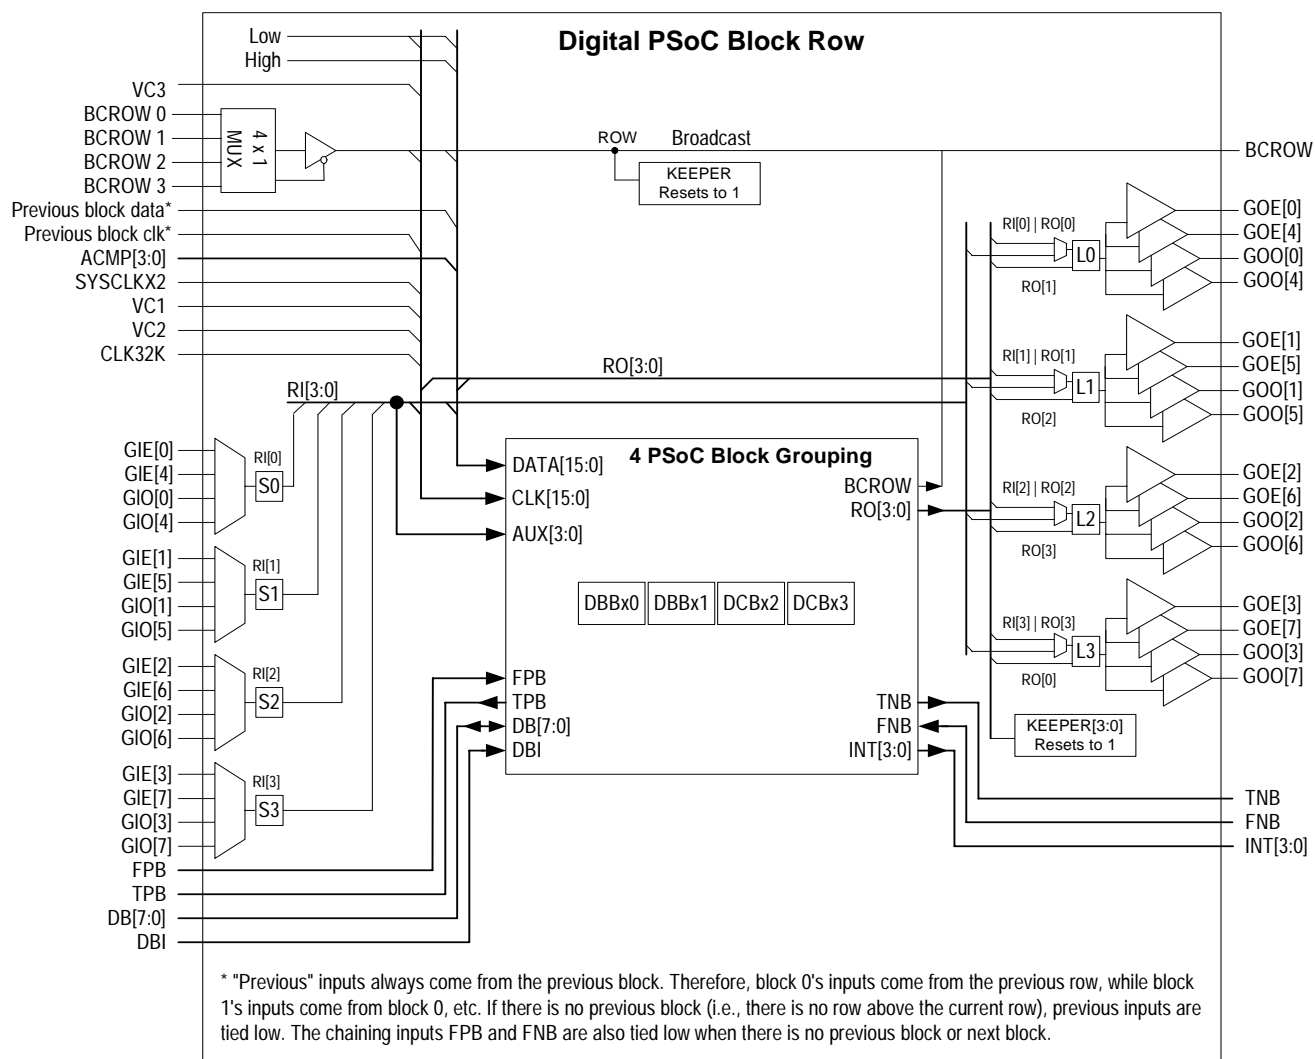 Digital PSoC Block Row
Low
High
VC3
BCROW 0
BCROW 1
BCROW 2
BCROW 3
4 x 1
MUX
ROW
Broadcast
KEEPER
Resets to 1
BCROW
Previous block data*
Previous block clk*
ACMP[3:0]
SYSCLKX2
VC1
VC2
CLK32K
RO[3:0]
RI[3:0]
GIE[0]
GIE[4]
GIO[0]
GIO[4]
RI[0]
S0
GIE[1]
GIE[5]
GIO[1]
GIO[5]
RI[1]
S1
GIE[2]
GIE[6]
GIO[2]
GIO[6]
RI[2]
S2
GIE[3]
GIE[7]
GIO[3]
GIO[7]
RI[3]
S3
FPB
TPB
DB[7:0]
DBI
4 PSoC Block Grouping
DATA[15:0]
CLK[15:0]
AUX[3:0]
BCROW
RO[3:0]
DBBx0
DBBx1
DCBx2
DCBx3
FPB
TPB
DB[7:0]
DBI
TNB
FNB
INT[3:0]
RI[0] | RO[0]
L0
RO[1]
GOE[0]
GOE[4]
GOO[0]
GOO[4]
RI[1] | RO[1]
L1
RO[2]
GOE[1]
GOE[5]
GOO[1]
GOO[5]
RI[2] | RO[2]
L2
RO[3]
GOE[2]
GOE[6]
GOO[2]
GOO[6]
RI[3] | RO[3]
L3
RO[0]
GOE[3]
GOE[7]
GOO[3]
GOO[7]
KEEPER[3:0]
Resets to 1
TNB
FNB
INT[3:0]
* "Previous" inputs always come from the previous block. Therefore, block 0's inputs come from the previous row, while block
1's inputs come from block 0, etc. If there is no previous block (i.e., there is no row above the current row), previous inputs are
tied low. The chaining inputs FPB and FNB are also tied low when there is no previous block or next block.